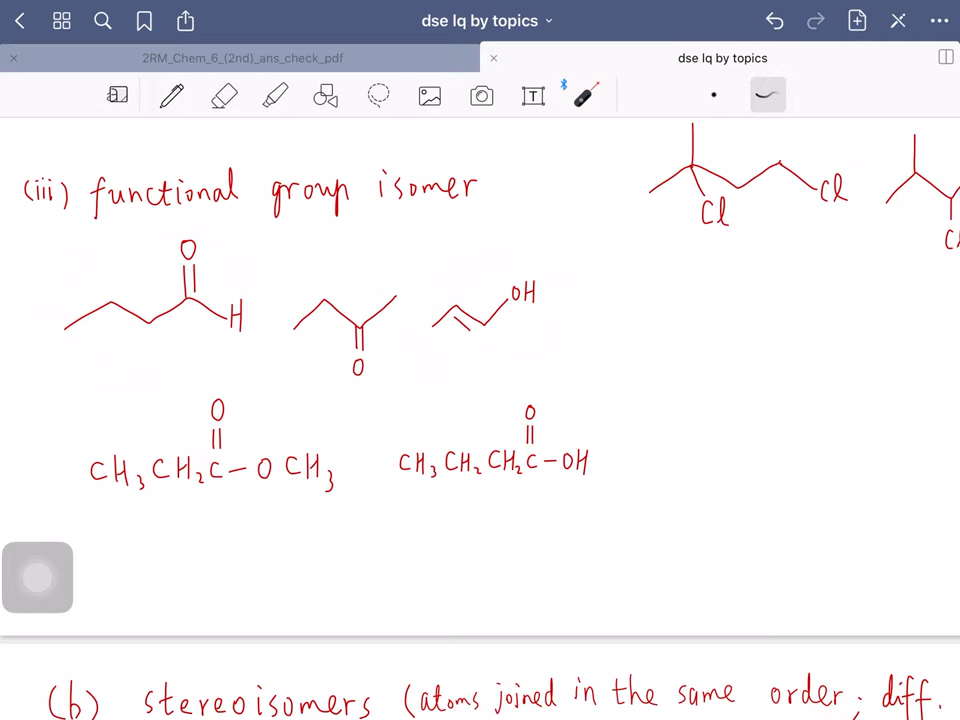 dse lq by topics
2RM_Chem_6_(2nd)_ans_check_pdf
dse lq by topics
T
(iii) functional group isomer
Cl
Cl
O
H
O
OH
O
CH₃CH₂C–OCH₃
O
CH₃CH₂CH₂C–OH
(b) stereoisomers (atoms joined in the same order; diff.